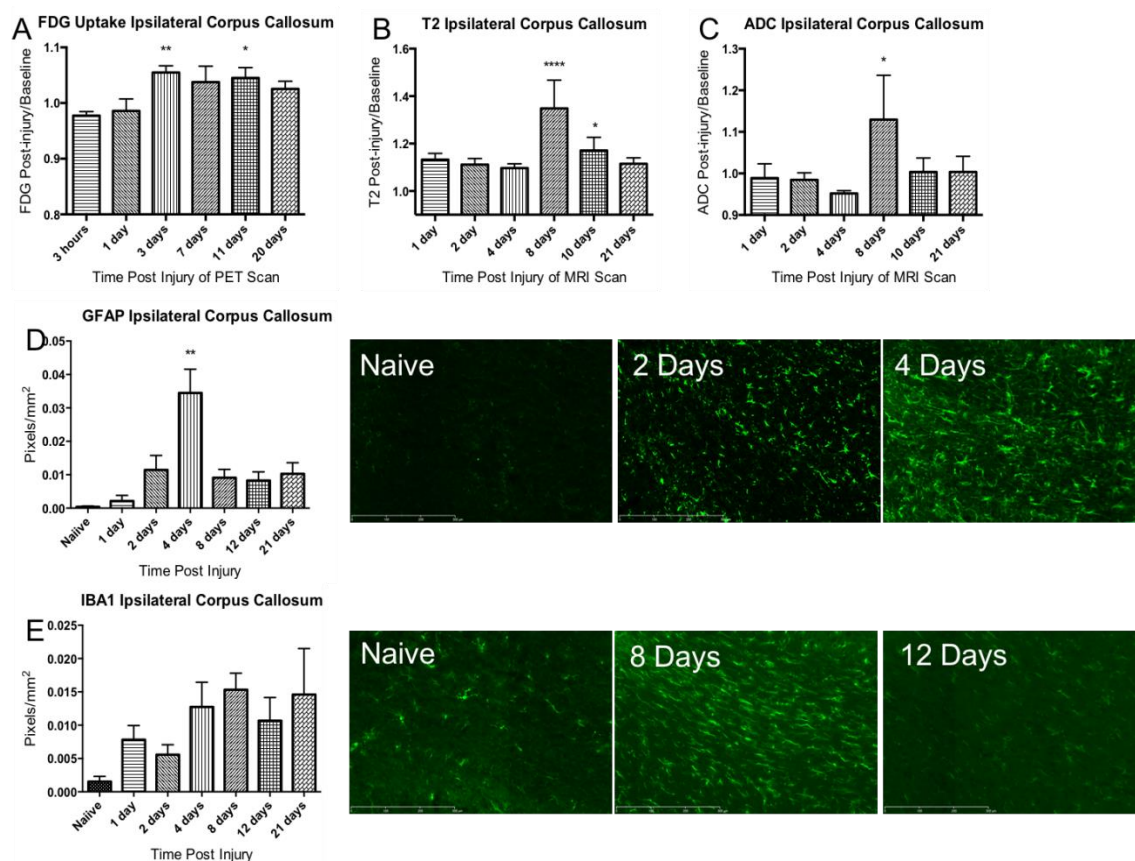 A
FDG Uptake Ipsilateral Corpus Callosum
FDG Post-injury/Baseline
1.1
1.0
0.9
0.8
**
*
3 hours
1 day
3 days
7 days
11 days
20 days
Time Post Injury of PET Scan
B
T2 Ipsilateral Corpus Callosum
T2 Post-injury/Baseline
1.6
1.4
1.2
1.0
****
*
1 day
2 day
4 days
8 days
10 days
21 days
Time Post Injury of MRI Scan
C
ADC Ipsilateral Corpus Callosum
ADC Post-injury/Baseline
1.3
1.2
1.1
1.0
0.9
*
1 day
2 day
4 days
8 days
10 days
21 days
Time Post Injury of MRI Scan
D
GFAP Ipsilateral Corpus Callosum
Pixels/mm²
0.05
0.04
0.03
0.02
0.01
0.00
**
Naiive
1 day
2 days
4 days
8 days
12 days
21 days
Time Post Injury
Naive
2 Days
4 Days
E
IBA1 Ipsilateral Corpus Callosum
Pixels/mm²
0.025
0.020
0.015
0.010
0.005
0.000
Naiive
1 day
2 days
4 days
8 days
12 days
21 days
Time Post Injury
Naive
8 Days
12 Days